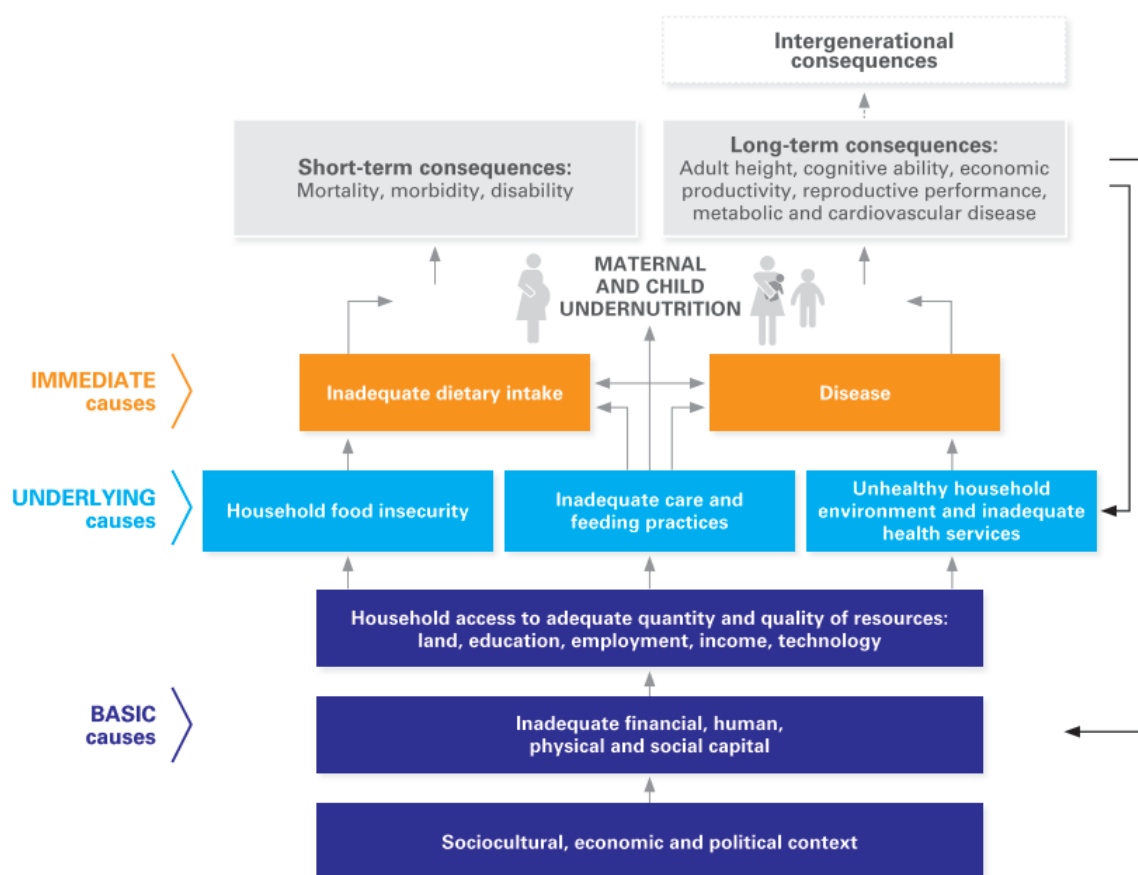 Intergenerational
consequences
Short-term consequences:
Mortality, morbidity, disability
Long-term consequences:
Adult height, cognitive ability, economic
productivity, reproductive performance,
metabolic and cardiovascular disease
MATERNAL
AND CHILD
UNDERNUTRITION
IMMEDIATE
causes
Inadequate dietary intake
Disease
UNDERLYING
causes
Household food insecurity
Inadequate care and
feeding practices
Unhealthy household
environment and inadequate
health services
Household access to adequate quantity and quality of resources:
land, education, employment, income, technology
BASIC
causes
Inadequate financial, human,
physical and social capital
Sociocultural, economic and political context